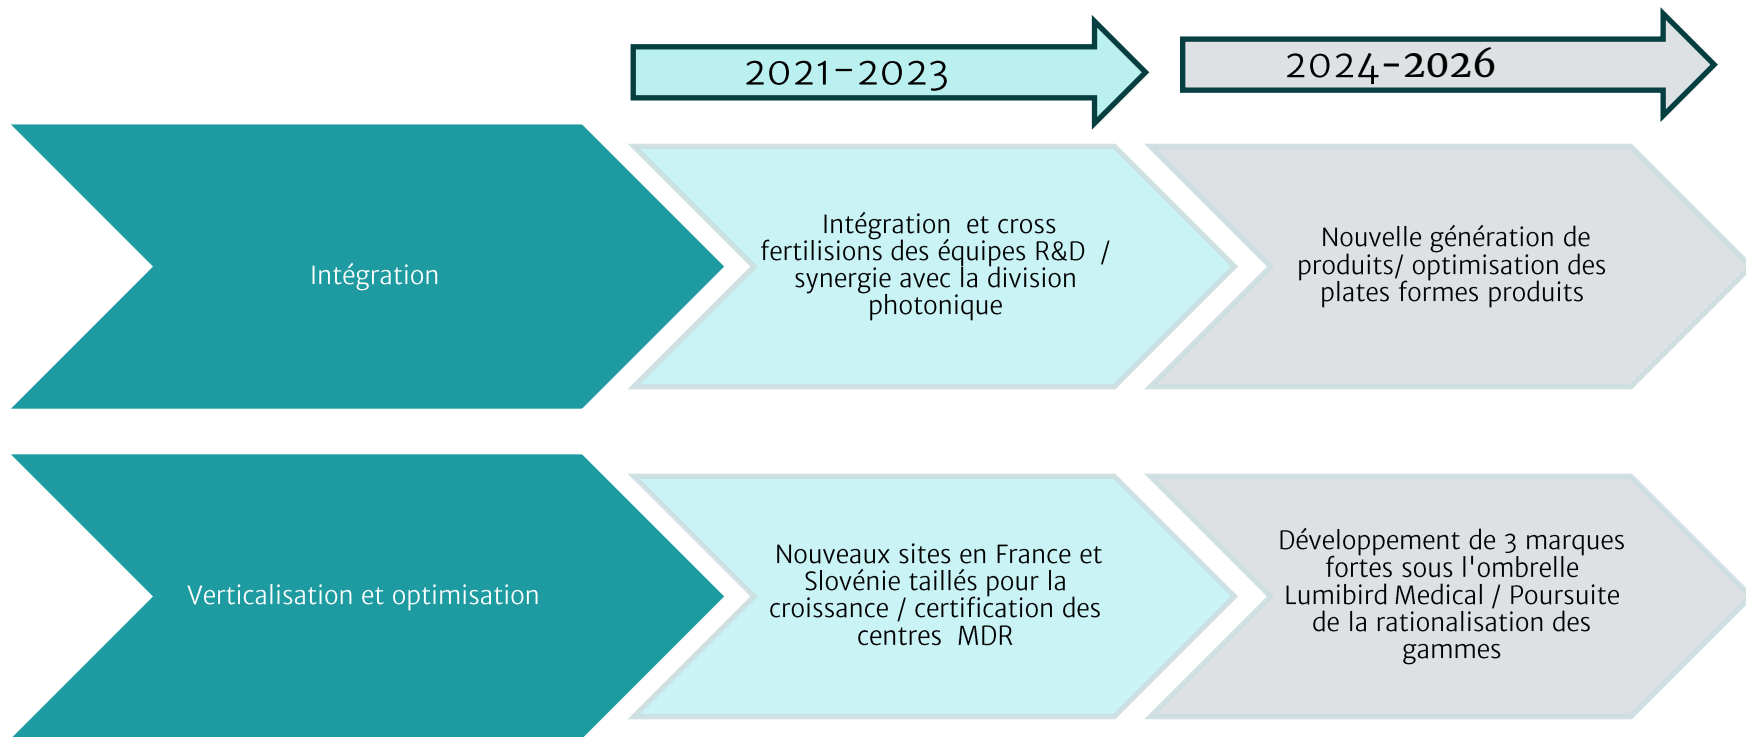 2021-2023
2024-2026
Intégration
Intégration et cross
fertilisions des équipes R&D /
synergie avec la division
photonique
Nouvelle génération de
produits/ optimisation des
plates formes produits
Verticalisation et optimisation
Nouveaux sites en France et
Slovénie taillés pour la
croissance / certification des
centres MDR
Développement de 3 marques
fortes sous l'ombrelle
Lumibird Medical / Poursuite
de la rationalisation des
gammes